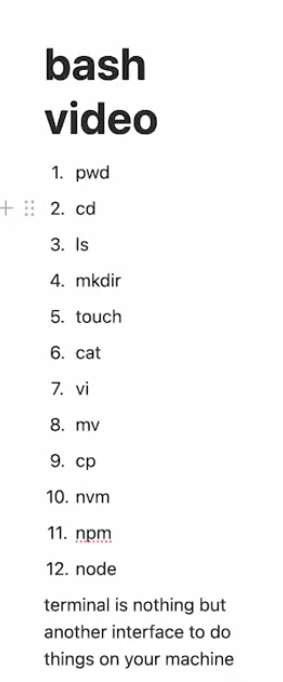 bash
video
1. pwd
2. cd
3. ls
4. mkdir
5. touch
6. cat
7. vi
8. mv
9. cp
10. nvm
11. npm
12. node
terminal is nothing but
another interface to do
things on your machine